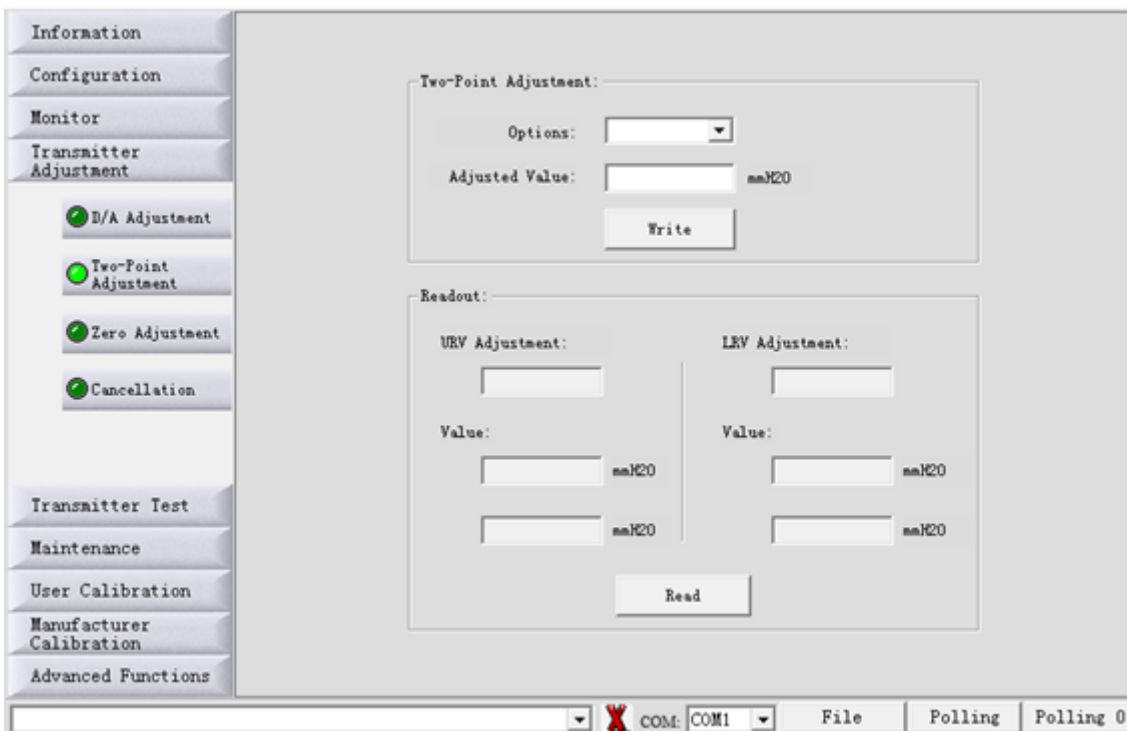 Information
Configuration
Monitor
Transmitter
Adjustment
D/A Adjustment
Two-Point
Adjustment
Zero Adjustment
Cancellation
Transmitter Test
Maintenance
User Calibration
Manufacturer
Calibration
Advanced Functions
Two-Point Adjustment:
Options:
Adjusted Value: mmH2O
Write
Readout:
URV Adjustment: LRV Adjustment:
Value: Value:
mmH2O mmH2O
mmH2O mmH2O
Read
COM: COM1 File Polling Polling 0